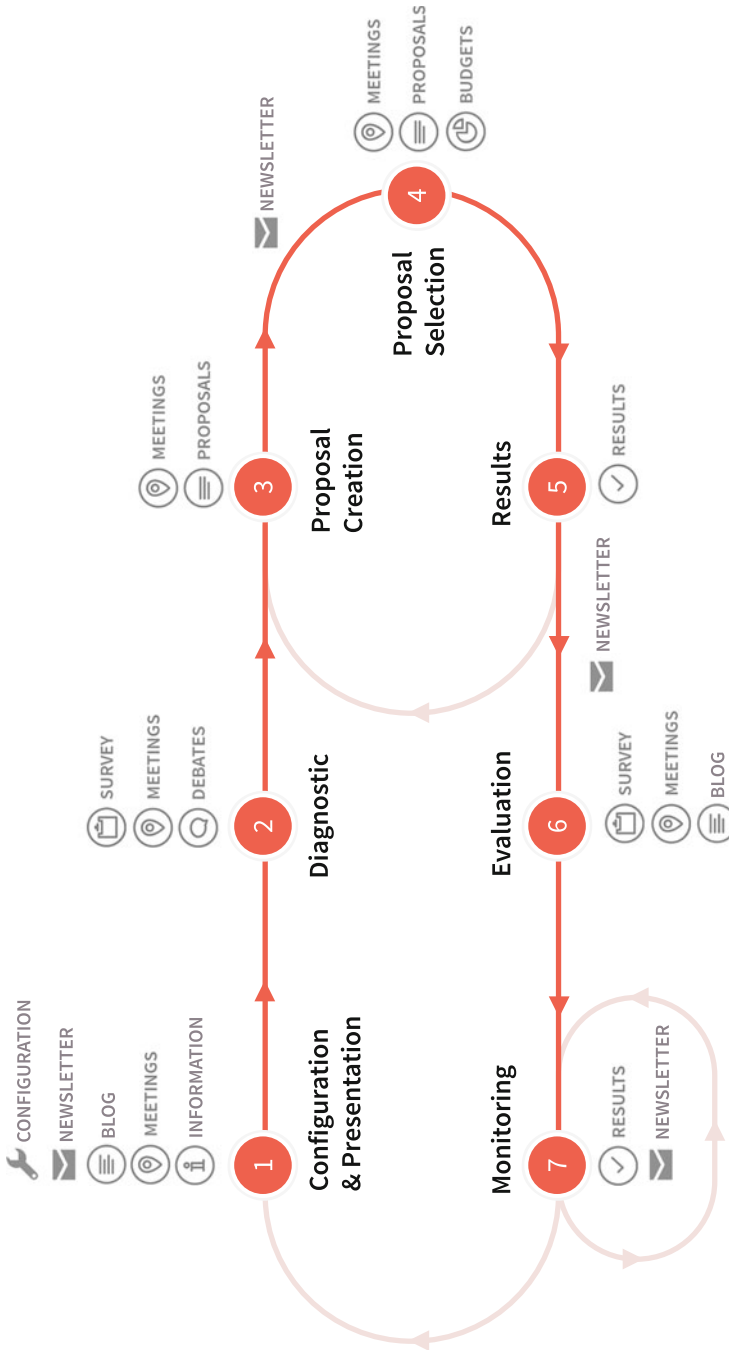 CONFIGURATION
NEWSLETTER
BLOG
MEETINGS
INFORMATION
1
Configuration
& Presentation
SURVEY
MEETINGS
DEBATES
2
Diagnostic
MEETINGS
PROPOSALS
3
Proposal
Creation
NEWSLETTER
MEETINGS
PROPOSALS
BUDGETS
4
Proposal
Selection
Results
5
RESULTS
NEWSLETTER
Evaluation
6
SURVEY
MEETINGS
BLOG
Monitoring
7
RESULTS
NEWSLETTER